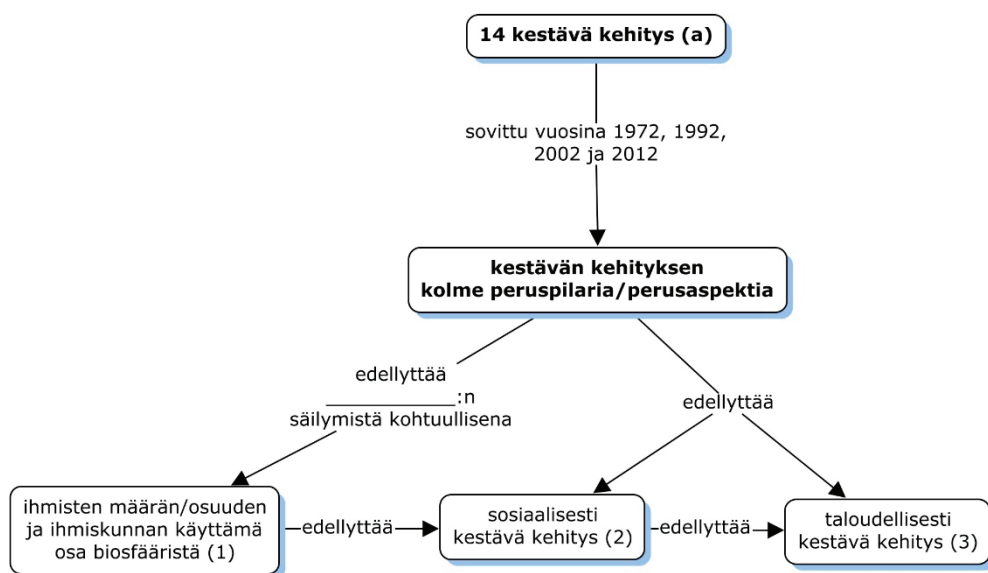 14 kestävä kehitys (a)
sovittu vuosina 1972, 1992,
2002 ja 2012
kestävän kehityksen
kolme peruspilaria/perusaspektia
edellyttää
____________:n
säilymistä kohtuullisena
edellyttää
ihmisten määrän/osuuden
ja ihmiskunnan käyttämä
osa biosfääristä (1)
edellyttää
sosiaalisesti
kestävä kehitys (2)
edellyttää
taloudellisesti
kestävä kehitys (3)